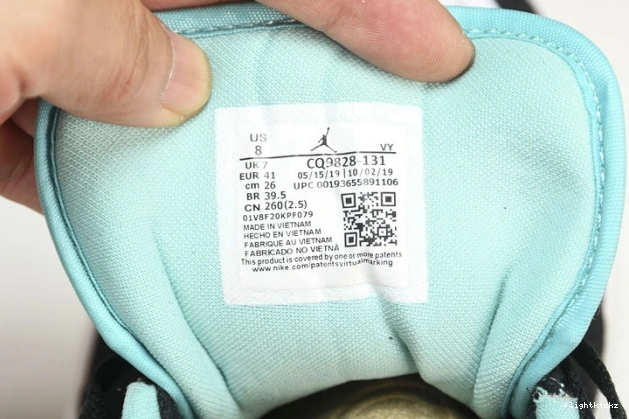 US
8
VY
UK 7
CQ9828-131
EUR 41
05/15/19 | 10/02/19
cm 26
UPC 00193655891106
BR 39.5
CN 260(2.5)
01V8F20KPF079
MADE IN VIETNAM
HECHO EN VIETNAM
FABRIQUE AU VIETNAM
FABRICADO NO VIETNÃ
This product is covered by one or more patents
www.nike.com/patentsvirtualmarking